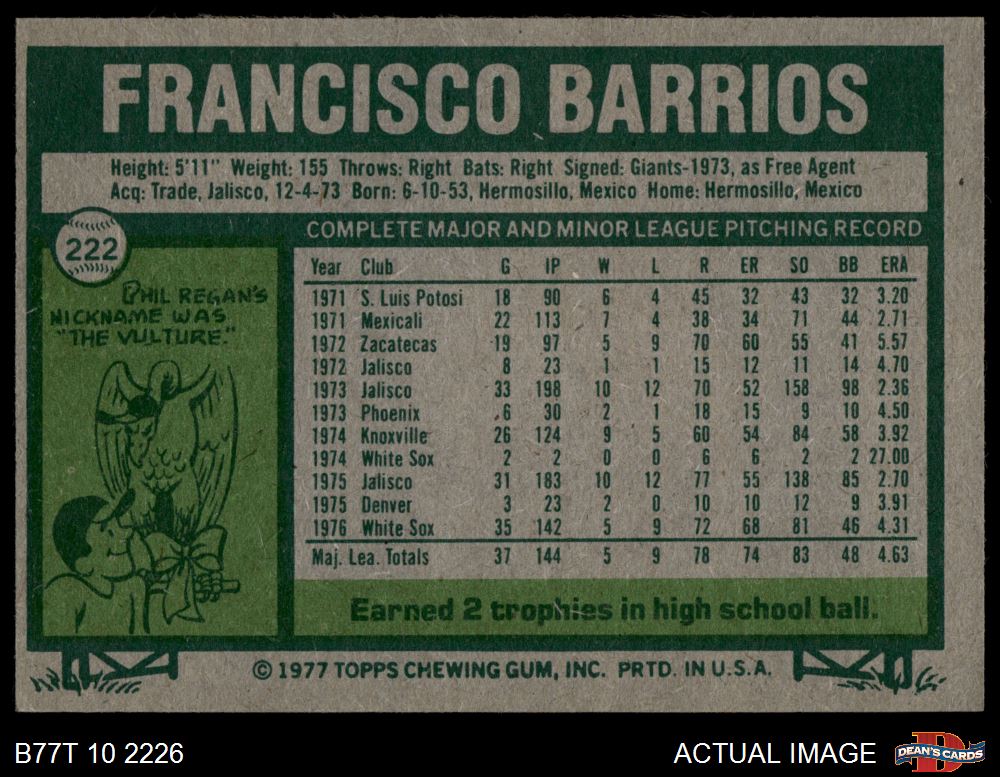 FRANCISCO BARRIOS
Height: 5'11" Weight: 155 Throws: Right Bats: Right Signed: Giants-1973, as Free Agent
Acq: Trade, Jalisco, 12-4-73 Born: 6-10-53, Hermosillo, Mexico Home: Hermosillo, Mexico
222
PHIL REGAN'S
NICKNAME WAS
"THE VULTURE."
COMPLETE MAJOR AND MINOR LEAGUE PITCHING RECORD
Year Club G IP W L R ER SO BB ERA
1971 S. Luis Potosi 18 90 6 4 45 32 43 32 3.20
1971 Mexicali 22 113 7 4 38 34 71 44 2.71
1972 Zacatecas 19 97 5 9 70 60 55 41 5.57
1972 Jalisco 8 23 1 1 15 12 11 14 4.70
1973 Jalisco 33 198 10 12 70 52 158 98 2.36
1973 Phoenix 6 30 2 1 18 15 9 10 4.50
1974 Knoxville 26 124 9 5 60 54 84 58 3.92
1974 White Sox 2 2 0 0 6 6 2 2 27.00
1975 Jalisco 31 183 10 12 77 55 138 85 2.70
1975 Denver 3 23 2 0 10 10 12 9 3.91
1976 White Sox 35 142 5 9 72 68 81 46 4.31
Maj. Lea. Totals 37 144 5 9 78 74 83 48 4.63
Earned 2 trophies in high school ball.
© 1977 TOPPS CHEWING GUM, INC. PRTD. IN U.S.A.
B77T 10 2226
ACTUAL IMAGE
D
DEAN'S CARDS